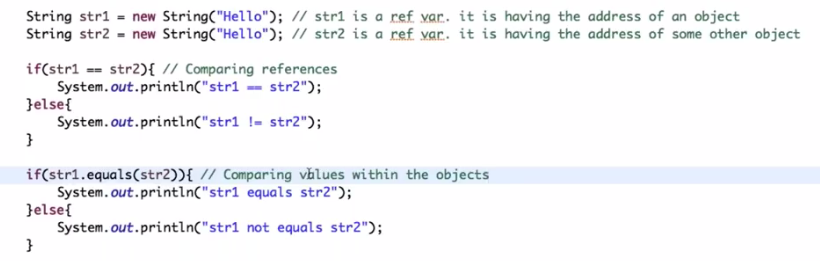 String str1 = new String("Hello"); // str1 is a ref var. it is having the address of an object
String str2 = new String("Hello"); // str2 is a ref var. it is having the address of some other object
if(str1 == str2){ // Comparing references
System.out.println("str1 == str2");
}else{
System.out.println("str1 != str2");
}
if(str1.equals(str2)){ // Comparing values within the objects
System.out.println("str1 equals str2");
}else{
System.out.println("str1 not equals str2");
}